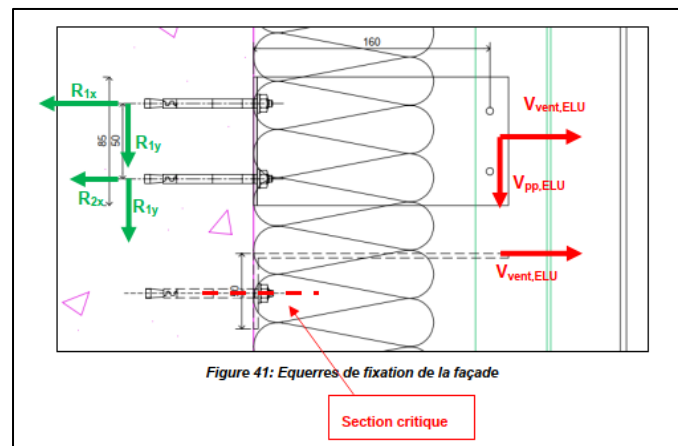 160
R1x
Vvent,ELU
85
50
R1y
Vpp,ELU
R2x
R1y
Vvent,ELU
Figure 41: Equerres de fixation de la façade
Section critique